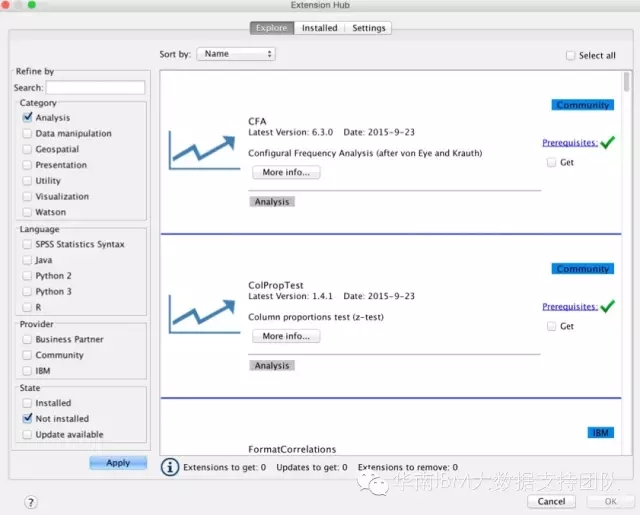 Extension Hub
Explore Installed Settings
Sort by: Name
Select all
Refine by
Search:
Category
Analysis
Data manipulation
Geospatial
Presentation
Utility
Visualization
Watson
Language
SPSS Statistics Syntax
Java
Python 2
Python 3
R
Provider
Business Partner
Community
IBM
State
Installed
Not installed
Update available
Apply
Community
CFA
Latest Version: 6.3.0 Date: 2015-9-23
Prerequisites:
Configural Frequency Analysis (after von Eye and Krauth)
Get
More info...
Analysis
Community
ColPropTest
Latest Version: 1.4.1 Date: 2015-9-23
Prerequisites:
Column proportions test (z-test)
Get
More info...
Analysis
IBM
FormatCorrelations
Extensions to get: 0 Updates to get: 0 Extensions to remove: 0
华南IBM大数据支持团队
?
Cancel OK